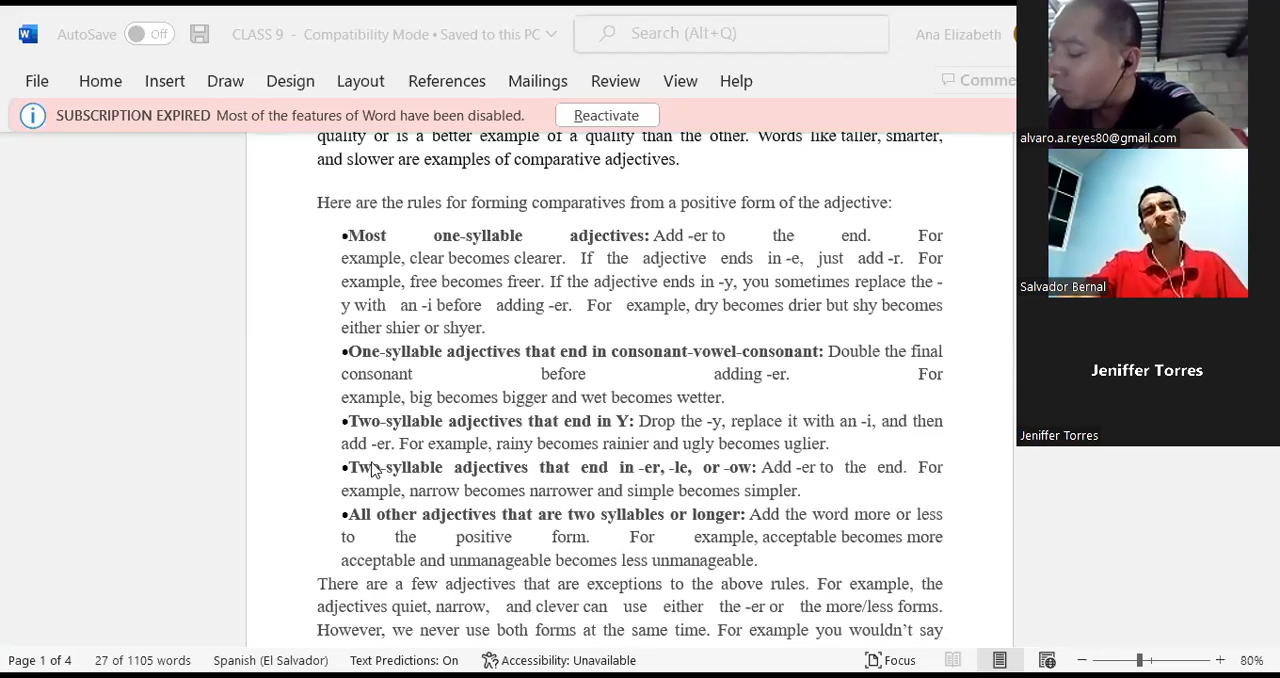 AutoSave Off CLASS 9 - Compatibility Mode • Saved to this PC Search (Alt+Q) Ana Elizabeth
File Home Insert Draw Design Layout References Mailings Review View Help Comme
SUBSCRIPTION EXPIRED Most of the features of Word have been disabled. Reactivate
quality or is a better example of a quality than the other. Words like taller, smarter,
and slower are examples of comparative adjectives.
Here are the rules for forming comparatives from a positive form of the adjective:
•Most one-syllable adjectives: Add -er to the end. For
example, clear becomes clearer. If the adjective ends in -e, just add -r. For
example, free becomes freer. If the adjective ends in -y, you sometimes replace the -
y with an -i before adding -er. For example, dry becomes drier but shy becomes
either shier or shyer.
•One-syllable adjectives that end in consonant-vowel-consonant: Double the final
consonant before adding -er. For
example, big becomes bigger and wet becomes wetter.
•Two-syllable adjectives that end in Y: Drop the -y, replace it with an -i, and then
add -er. For example, rainy becomes rainier and ugly becomes uglier.
•Two-syllable adjectives that end in -er, -le, or -ow: Add -er to the end. For
example, narrow becomes narrower and simple becomes simpler.
•All other adjectives that are two syllables or longer: Add the word more or less
to the positive form. For example, acceptable becomes more
acceptable and unmanageable becomes less unmanageable.
There are a few adjectives that are exceptions to the above rules. For example, the
adjectives quiet, narrow, and clever can use either the -er or the more/less forms.
However, we never use both forms at the same time. For example you wouldn't say
Page 1 of 4 27 of 1105 words Spanish (El Salvador) Text Predictions: On Accessibility: Unavailable Focus 80%
alvaro.a.reyes80@gmail.com
Salvador Bernal
Jeniffer Torres
Jeniffer Torres